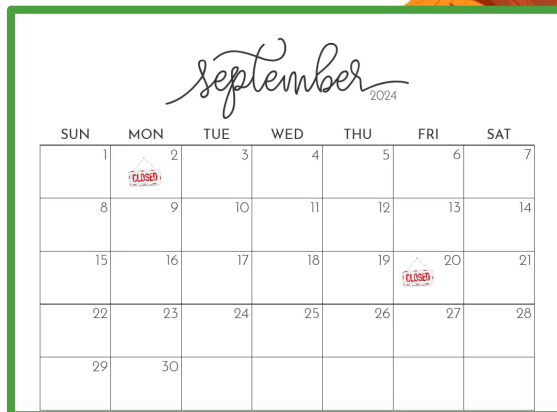 september
2024
SUN MON TUE WED THU FRI SAT
1 2 3 4 5 6 7
CLOSED
8 9 10 11 12 13 14
15 16 17 18 19 20 21
CLOSED
22 23 24 25 26 27 28
29 30